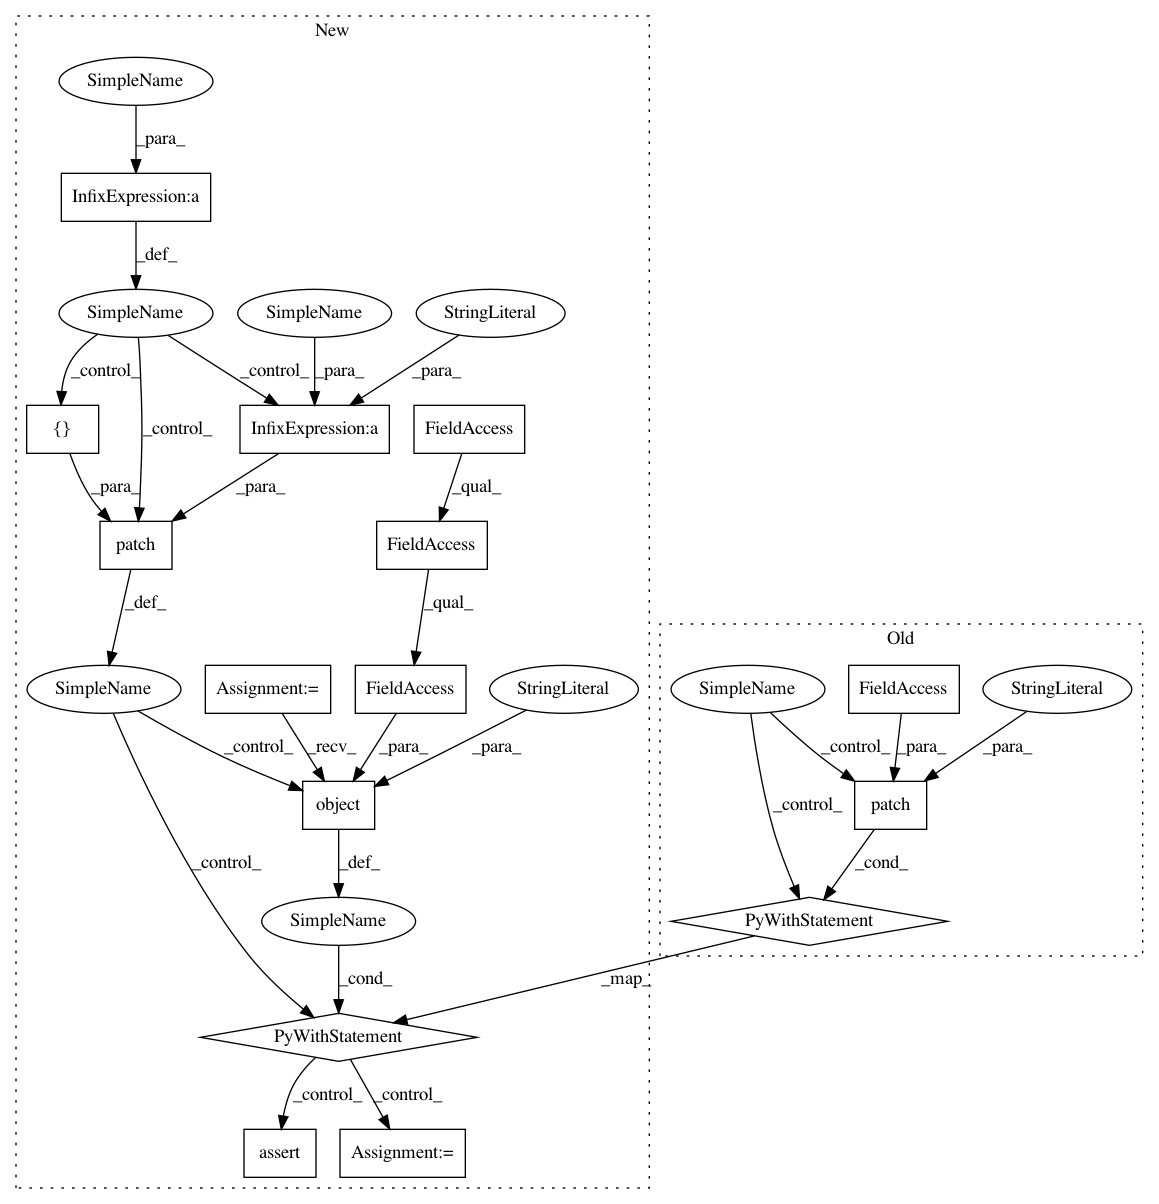 New
SimpleName
_para_
InfixExpression:a
_def_
SimpleName
SimpleName
StringLiteral
_control_
_control_
_para_
_para_
{}
_control_
InfixExpression:a
FieldAccess
_para_
_para_
_qual_
patch
FieldAccess
_def_
_qual_
Old
SimpleName
Assignment:=
FieldAccess
StringLiteral
SimpleName
FieldAccess
StringLiteral
_control_
_recv_
_para_
_para_
_control_
_para_
_para_
object
patch
_control_
_control_
_def_
_cond_
SimpleName
PyWithStatement
_cond_
_map_
PyWithStatement
_control_
_control_
assert
Assignment:=